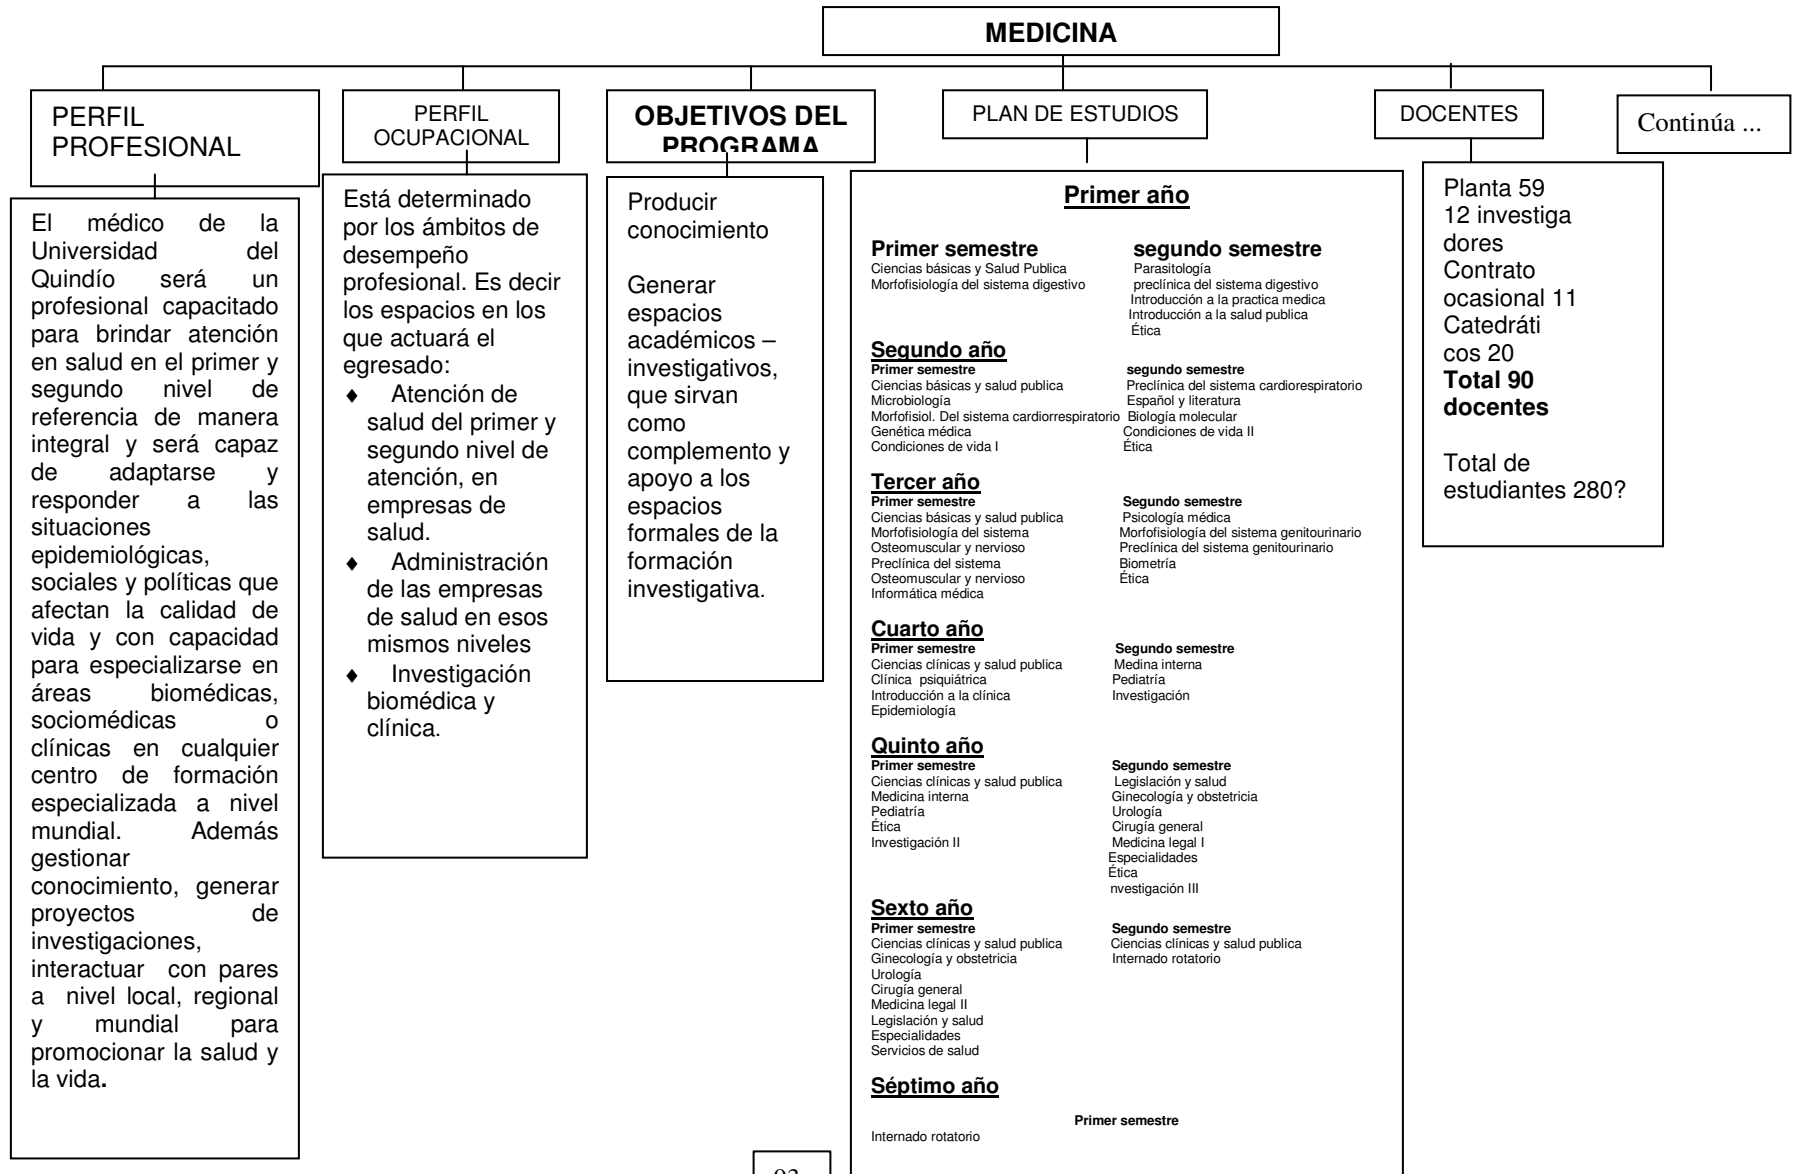 MEDICINA
PERFIL
PROFESIONAL
El médico de la
Universidad del
Quindío será un
profesional capacitado
para brindar atención
en salud en el primer y
segundo nivel de
referencia de manera
integral y será capaz
de adaptarse y
responder a las
situaciones
epidemiológicas,
sociales y políticas que
afectan la calidad de
vida y con capacidad
para especializarse en
áreas biomédicas,
sociomédicas o
clínicas en cualquier
centro de formación
especializada a nivel
mundial. Además
gestionar
conocimiento, generar
proyectos de
investigaciones,
interactuar con pares
a nivel local, regional
y mundial para
promocionar la salud y
la vida.
PERFIL
OCUPACIONAL
Está determinado
por los ámbitos de
desempeño
profesional. Es decir
los espacios en los
que actuará el
egresado:
♦ Atención de
salud del primer y
segundo nivel de
atención, en
empresas de
salud.
♦ Administración
de las empresas
de salud en esos
mismos niveles
♦ Investigación
biomédica y
clínica.
OBJETIVOS DEL
PROGRAMA
Producir
conocimiento
Generar
espacios
académicos –
investigativos,
que sirvan
como
complemento y
apoyo a los
espacios
formales de la
formación
investigativa.
PLAN DE ESTUDIOS
Primer año
Primer semestre segundo semestre
Ciencias básicas y Salud Publica Parasitología
Morfofisiología del sistema digestivo preclínica del sistema digestivo
Introducción a la practica medica
Introducción a la salud publica
Ética
Segundo año
Primer semestre segundo semestre
Ciencias básicas y salud publica Preclínica del sistema cardiorespiratorio
Microbiología Español y literatura
Morfofisiol. Del sistema cardiorrespiratorio Biología molecular
Genética médica Condiciones de vida II
Condiciones de vida I Ética
Tercer año
Primer semestre Segundo semestre
Ciencias básicas y salud publica Psicología médica
Morfofisiología del sistema Morfofisiología del sistema genitourinario
Osteomuscular y nervioso Preclínica del sistema genitourinario
Preclínica del sistema Biometría
Osteomuscular y nervioso Ética
Informática médica
Cuarto año
Primer semestre Segundo semestre
Ciencias clínicas y salud publica Medina interna
Clínica psiquiátrica Pediatría
Introducción a la clínica Investigación
Epidemiología
Quinto año
Primer semestre Segundo semestre
Ciencias clínicas y salud publica Legislación y salud
Medicina interna Ginecología y obstetricia
Pediatría Urología
Ética Cirugía general
Investigación II Medicina legal I
Especialidades
Ética
nvestigación III
Sexto año
Primer semestre Segundo semestre
Ciencias clínicas y salud publica Ciencias clínicas y salud publica
Ginecología y obstetricia Internado rotatorio
Urología
Cirugía general
Medicina legal II
Legislación y salud
Especialidades
Servicios de salud
Séptimo año
Primer semestre
Internado rotatorio
DOCENTES
Planta 59
12 investiga
dores
Contrato
ocasional 11
Catedráti
cos 20
Total 90
docentes
Total de
estudiantes 280?
Continúa ...